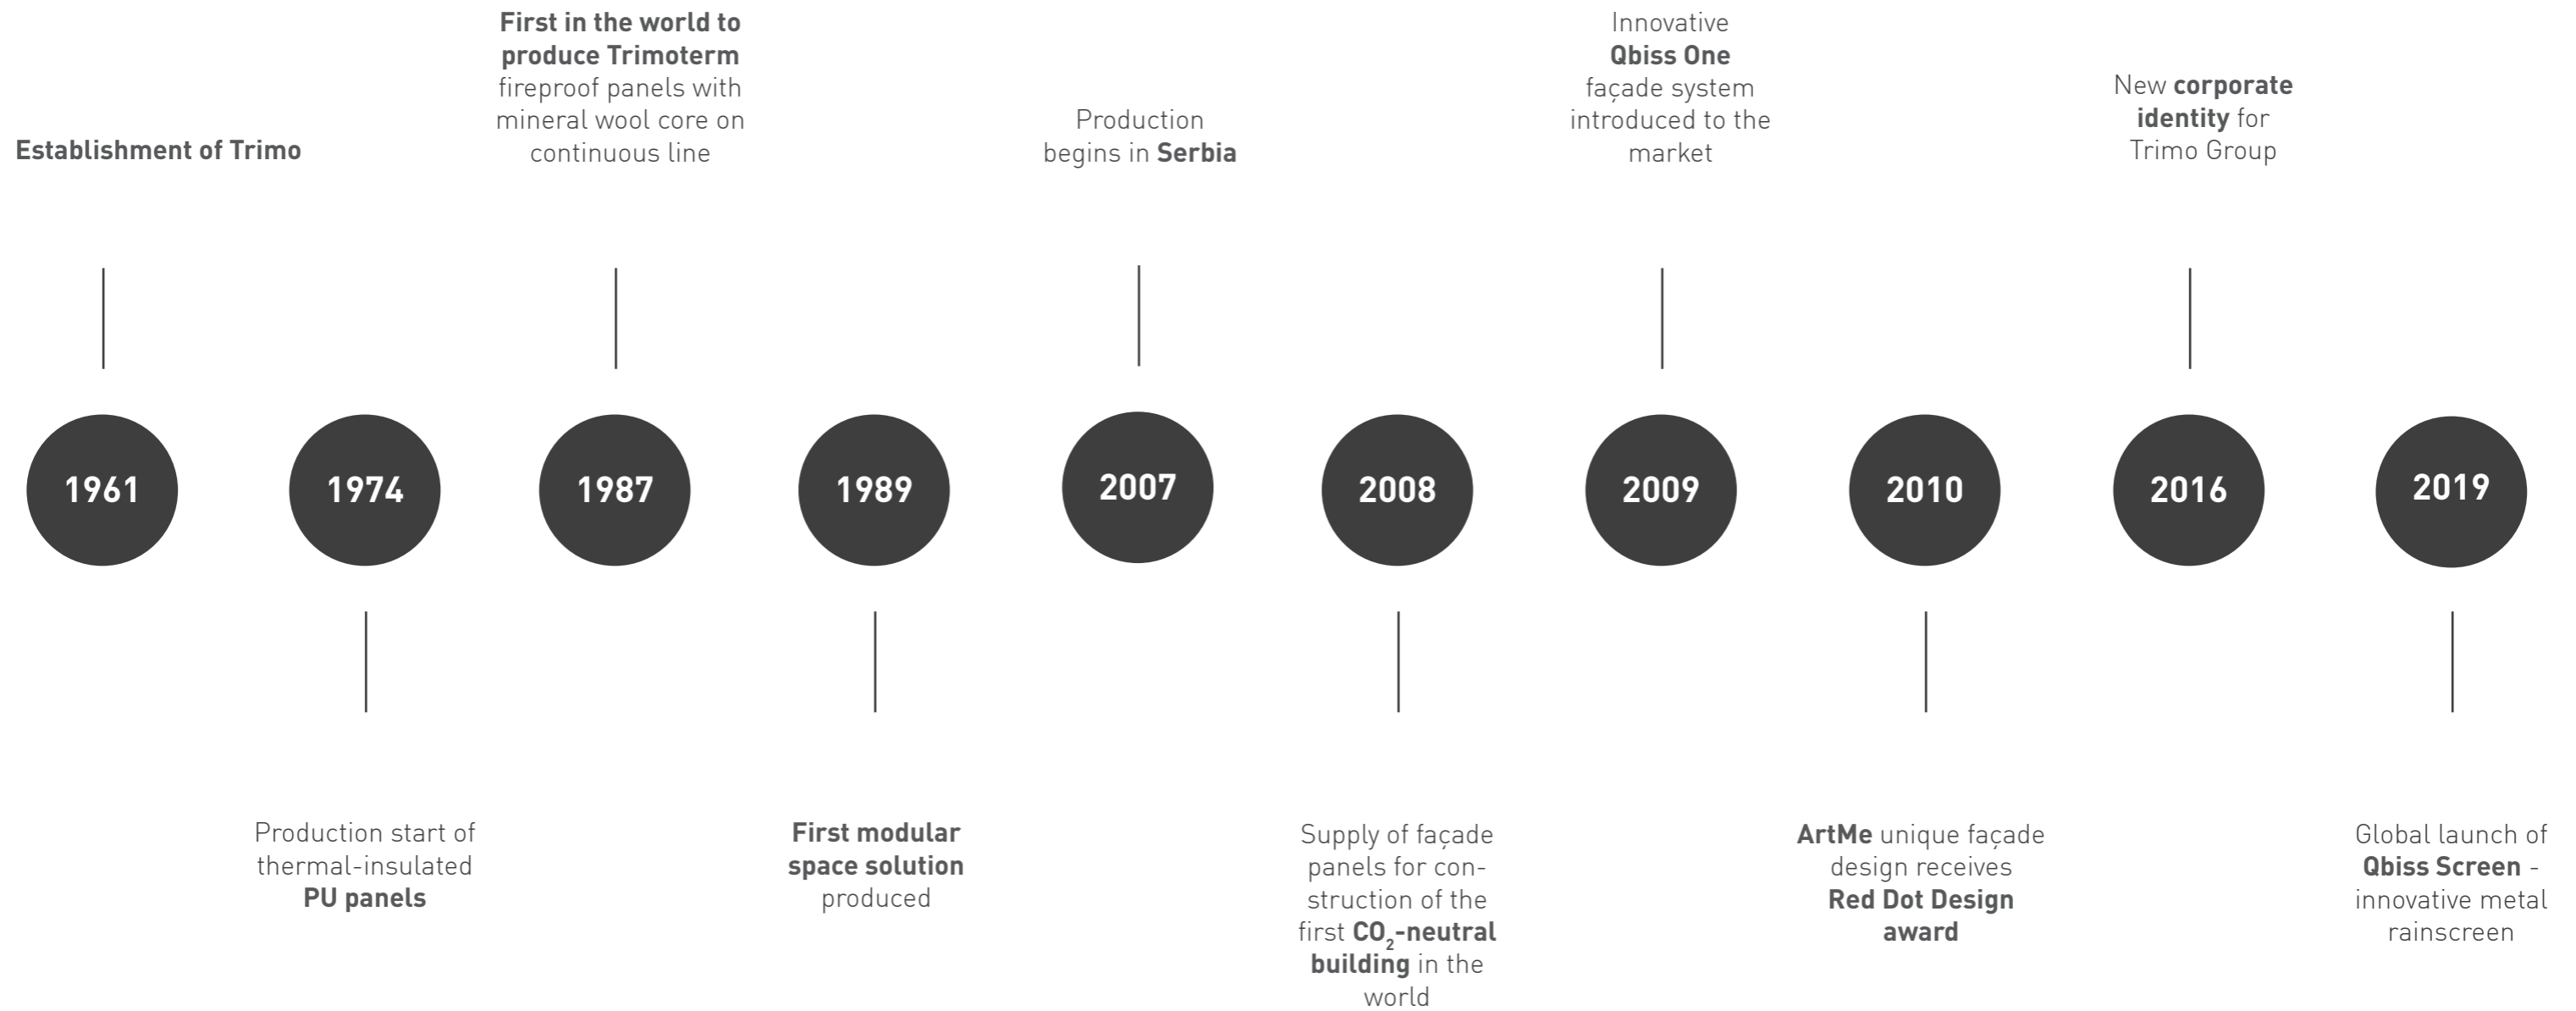 First in the world to
produce Trimoterm
fireproof panels with
mineral wool core on
continuous line
Innovative
Qbiss One
façade system
introduced to the
market
New corporate
identity for
Trimo Group
Production
begins in Serbia
Establishment of Trimo
1961
1974
1987
1989
2007
2008
2009
2010
2016
2019
Production start of
thermal-insulated
PU panels
First modular
space solution
produced
Supply of façade
panels for con-
struction of the
first CO₂-neutral
building in the
world
ArtMe unique façade
design receives
Red Dot Design
award
Global launch of
Qbiss Screen -
innovative metal
rainscreen